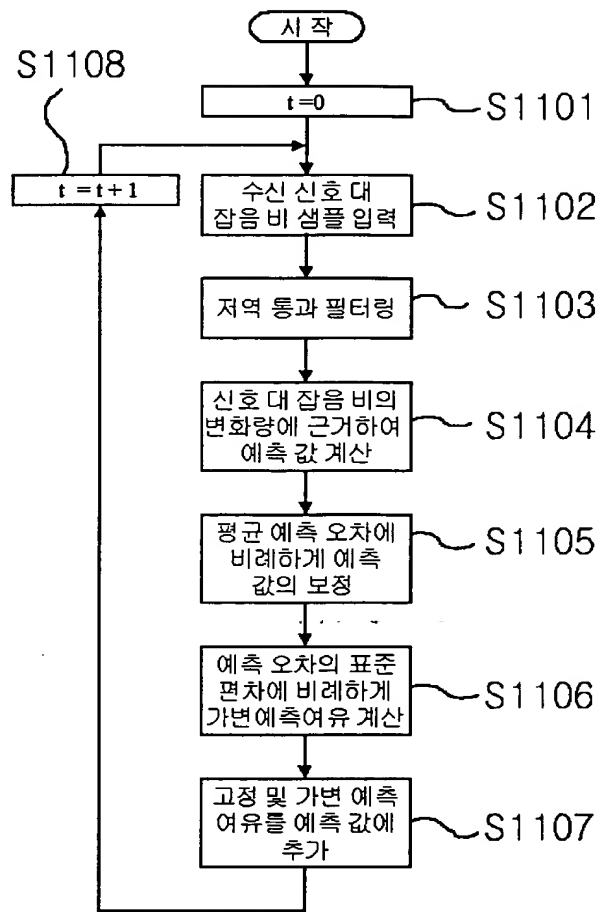 시 작
S1108
t =0
S1101
t = t + 1
수신 신호 대
잡음 비 샘플 입력
S1102
저역 통과 필터링
S1103
신호 대 잡음 비의
변화량에 근거하여
예측 값 계산
S1104
평균 예측 오차에
비례하게 예측
값의 보정
S1105
예측 오차의 표준
편차에 비례하게
가변예측여유 계산
S1106
고정 및 가변 예측
여유를 예측 값에
추가
S1107